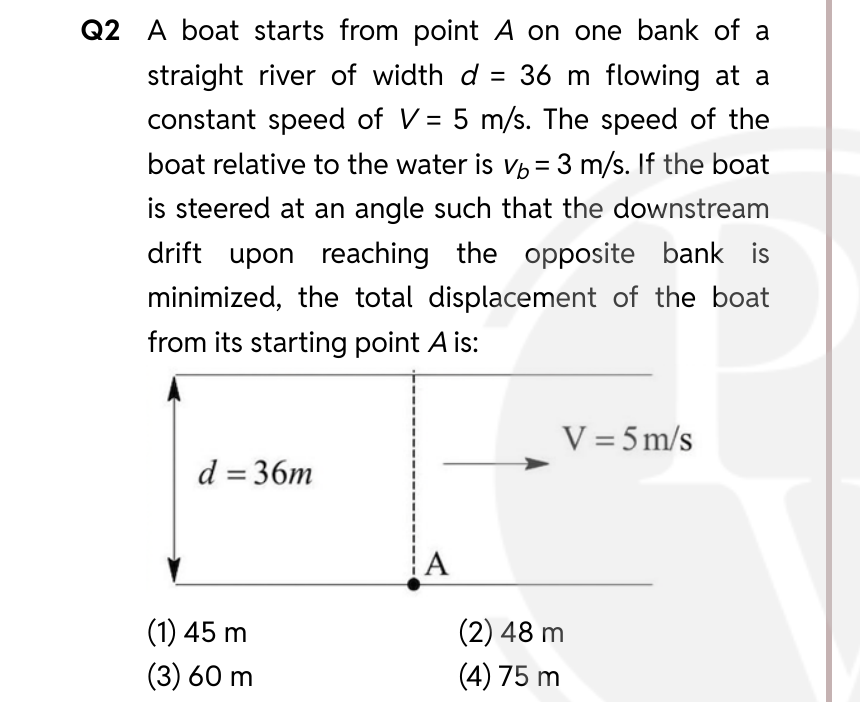 Q2 A boat starts from point A on one bank of a
straight river of width d = 36 m flowing at a
constant speed of V = 5 m/s. The speed of the
boat relative to the water is v_b = 3 m/s. If the boat
is steered at an angle such that the downstream
drift upon reaching the opposite bank is
minimized, the total displacement of the boat
from its starting point A is:
V = 5 m/s
d = 36m
A
(1) 45 m (2) 48 m
(3) 60 m (4) 75 m